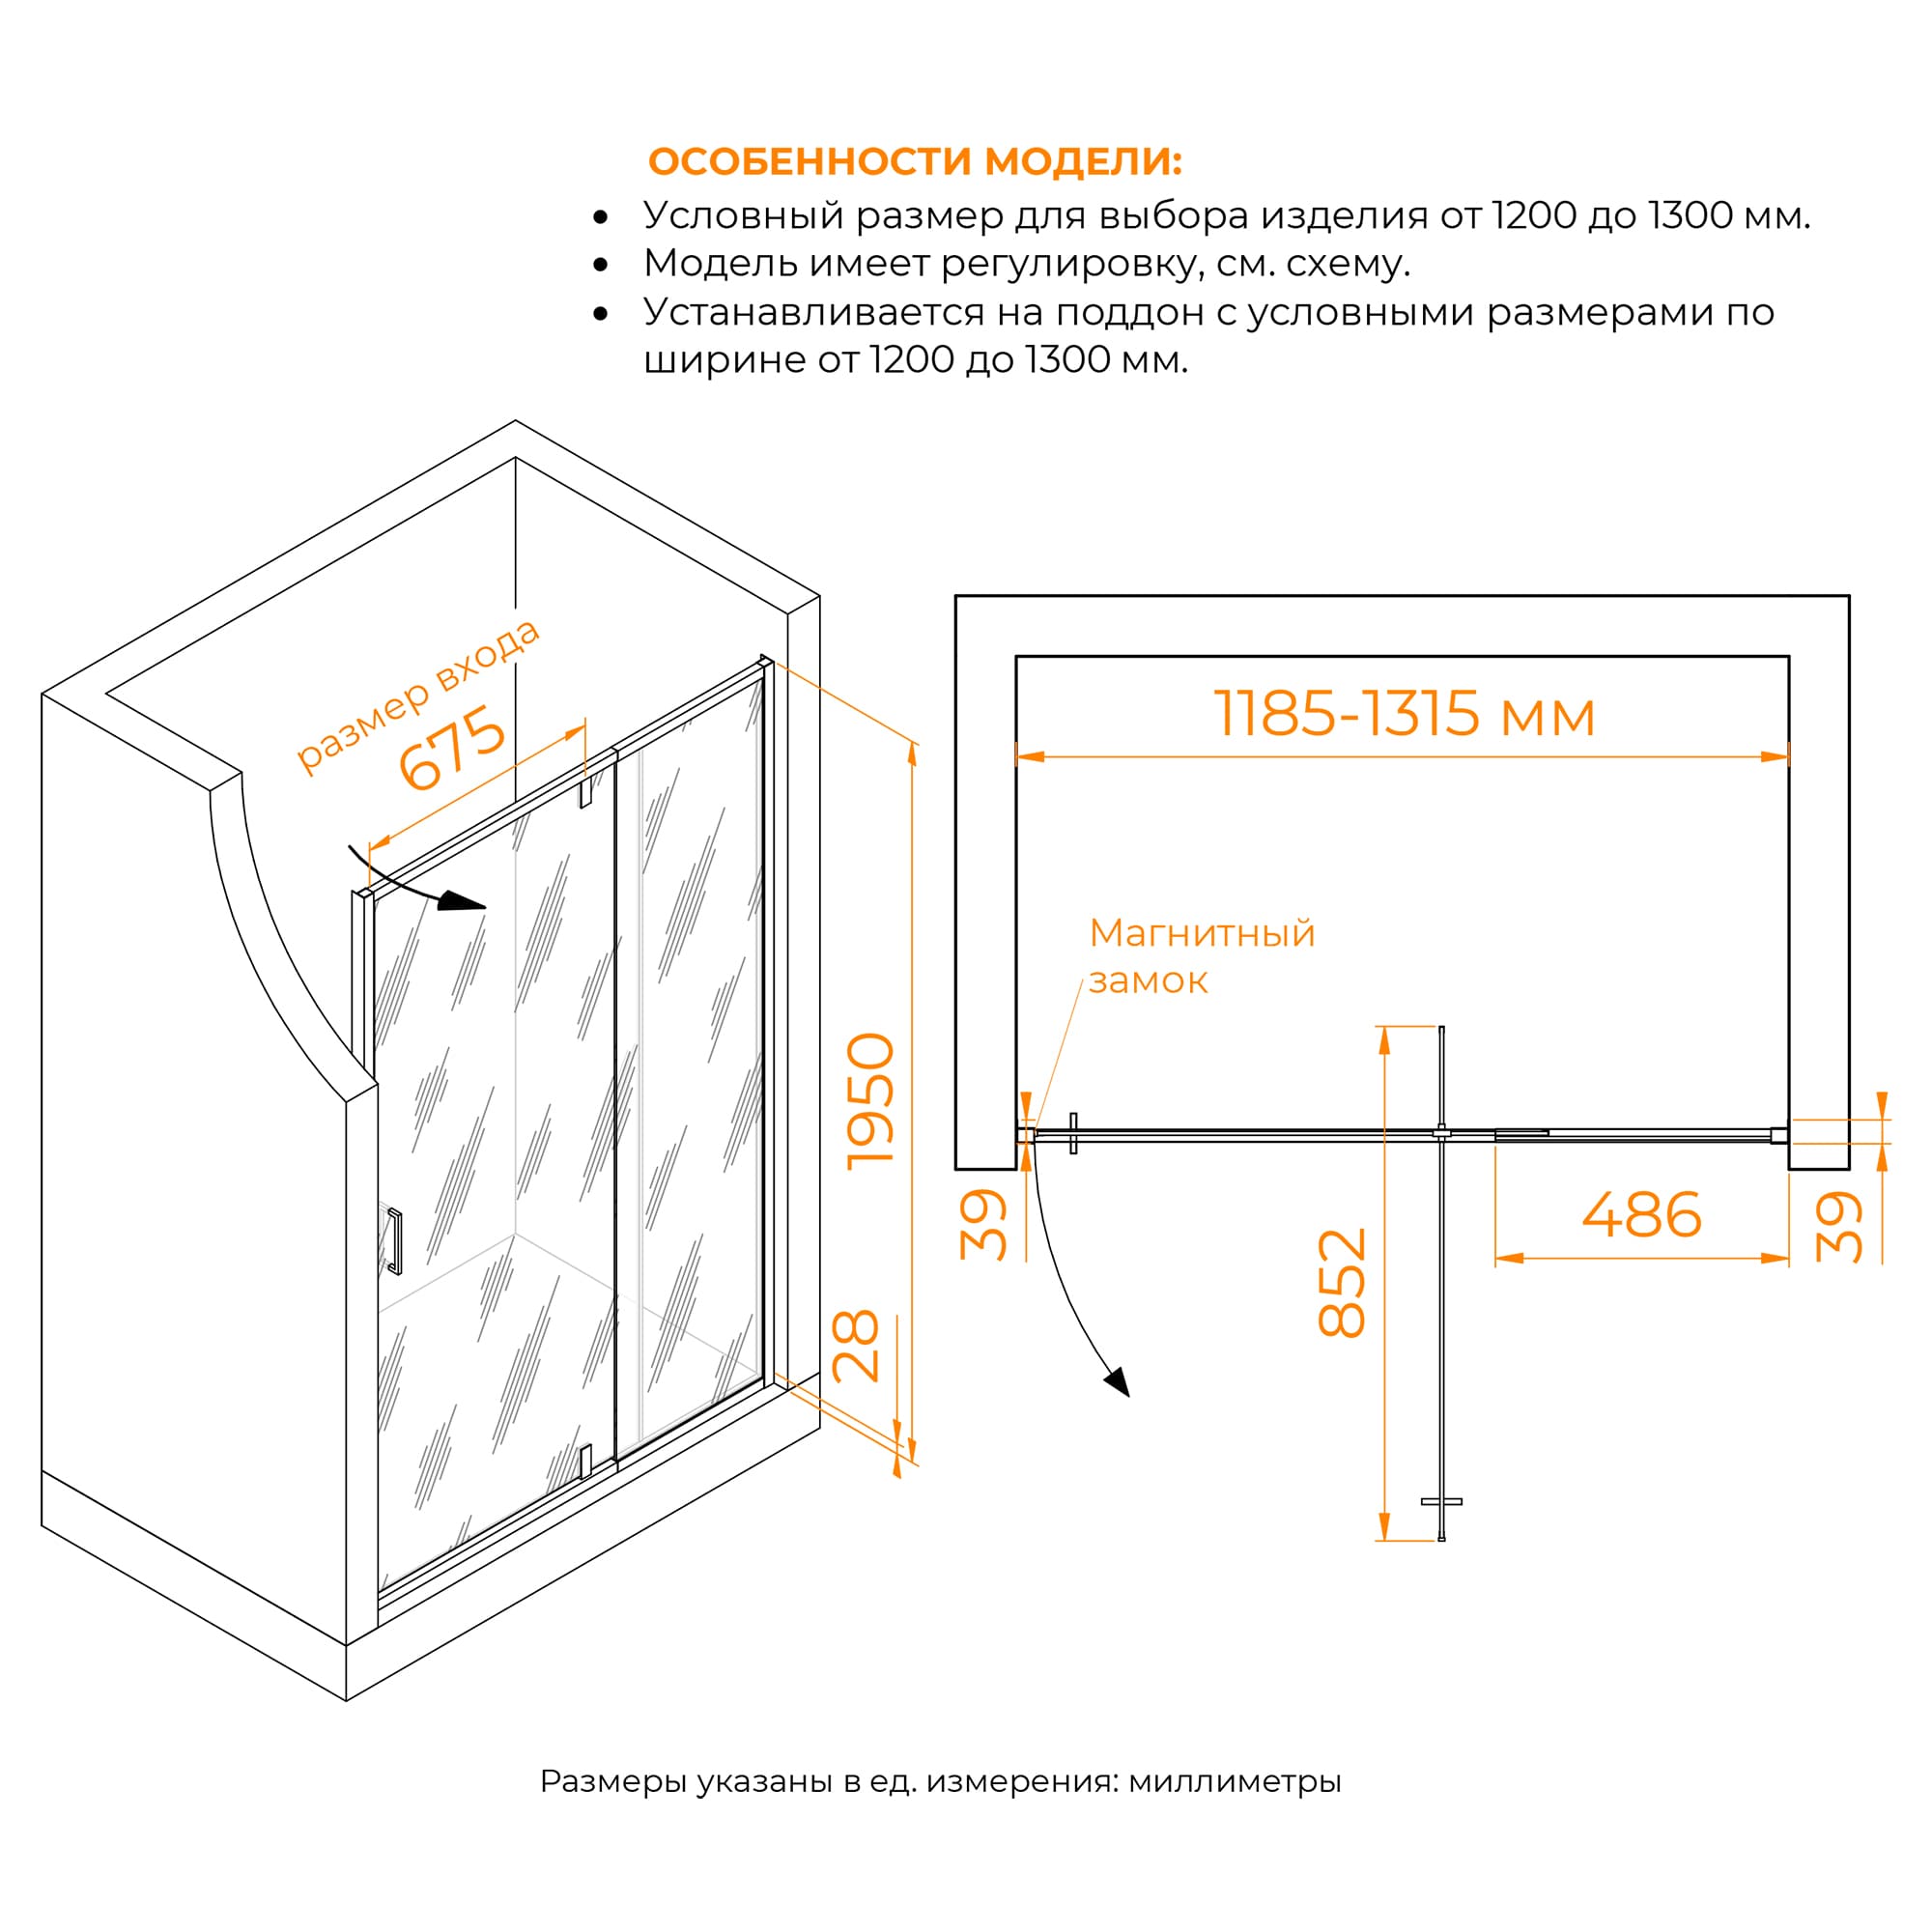 ОСОБЕННОСТИ МОДЕЛИ:
• Условный размер для выбора изделия от 1200 до 1300 мм.
• Модель имеет регулировку, см. схему.
• Устанавливается на поддон с условными размерами по
ширине от 1200 до 1300 мм.
размер входа
675
1950
28
1185-1315 мм
Магнитный
замок
39
852
486
39
Размеры указаны в ед. измерения: миллиметры